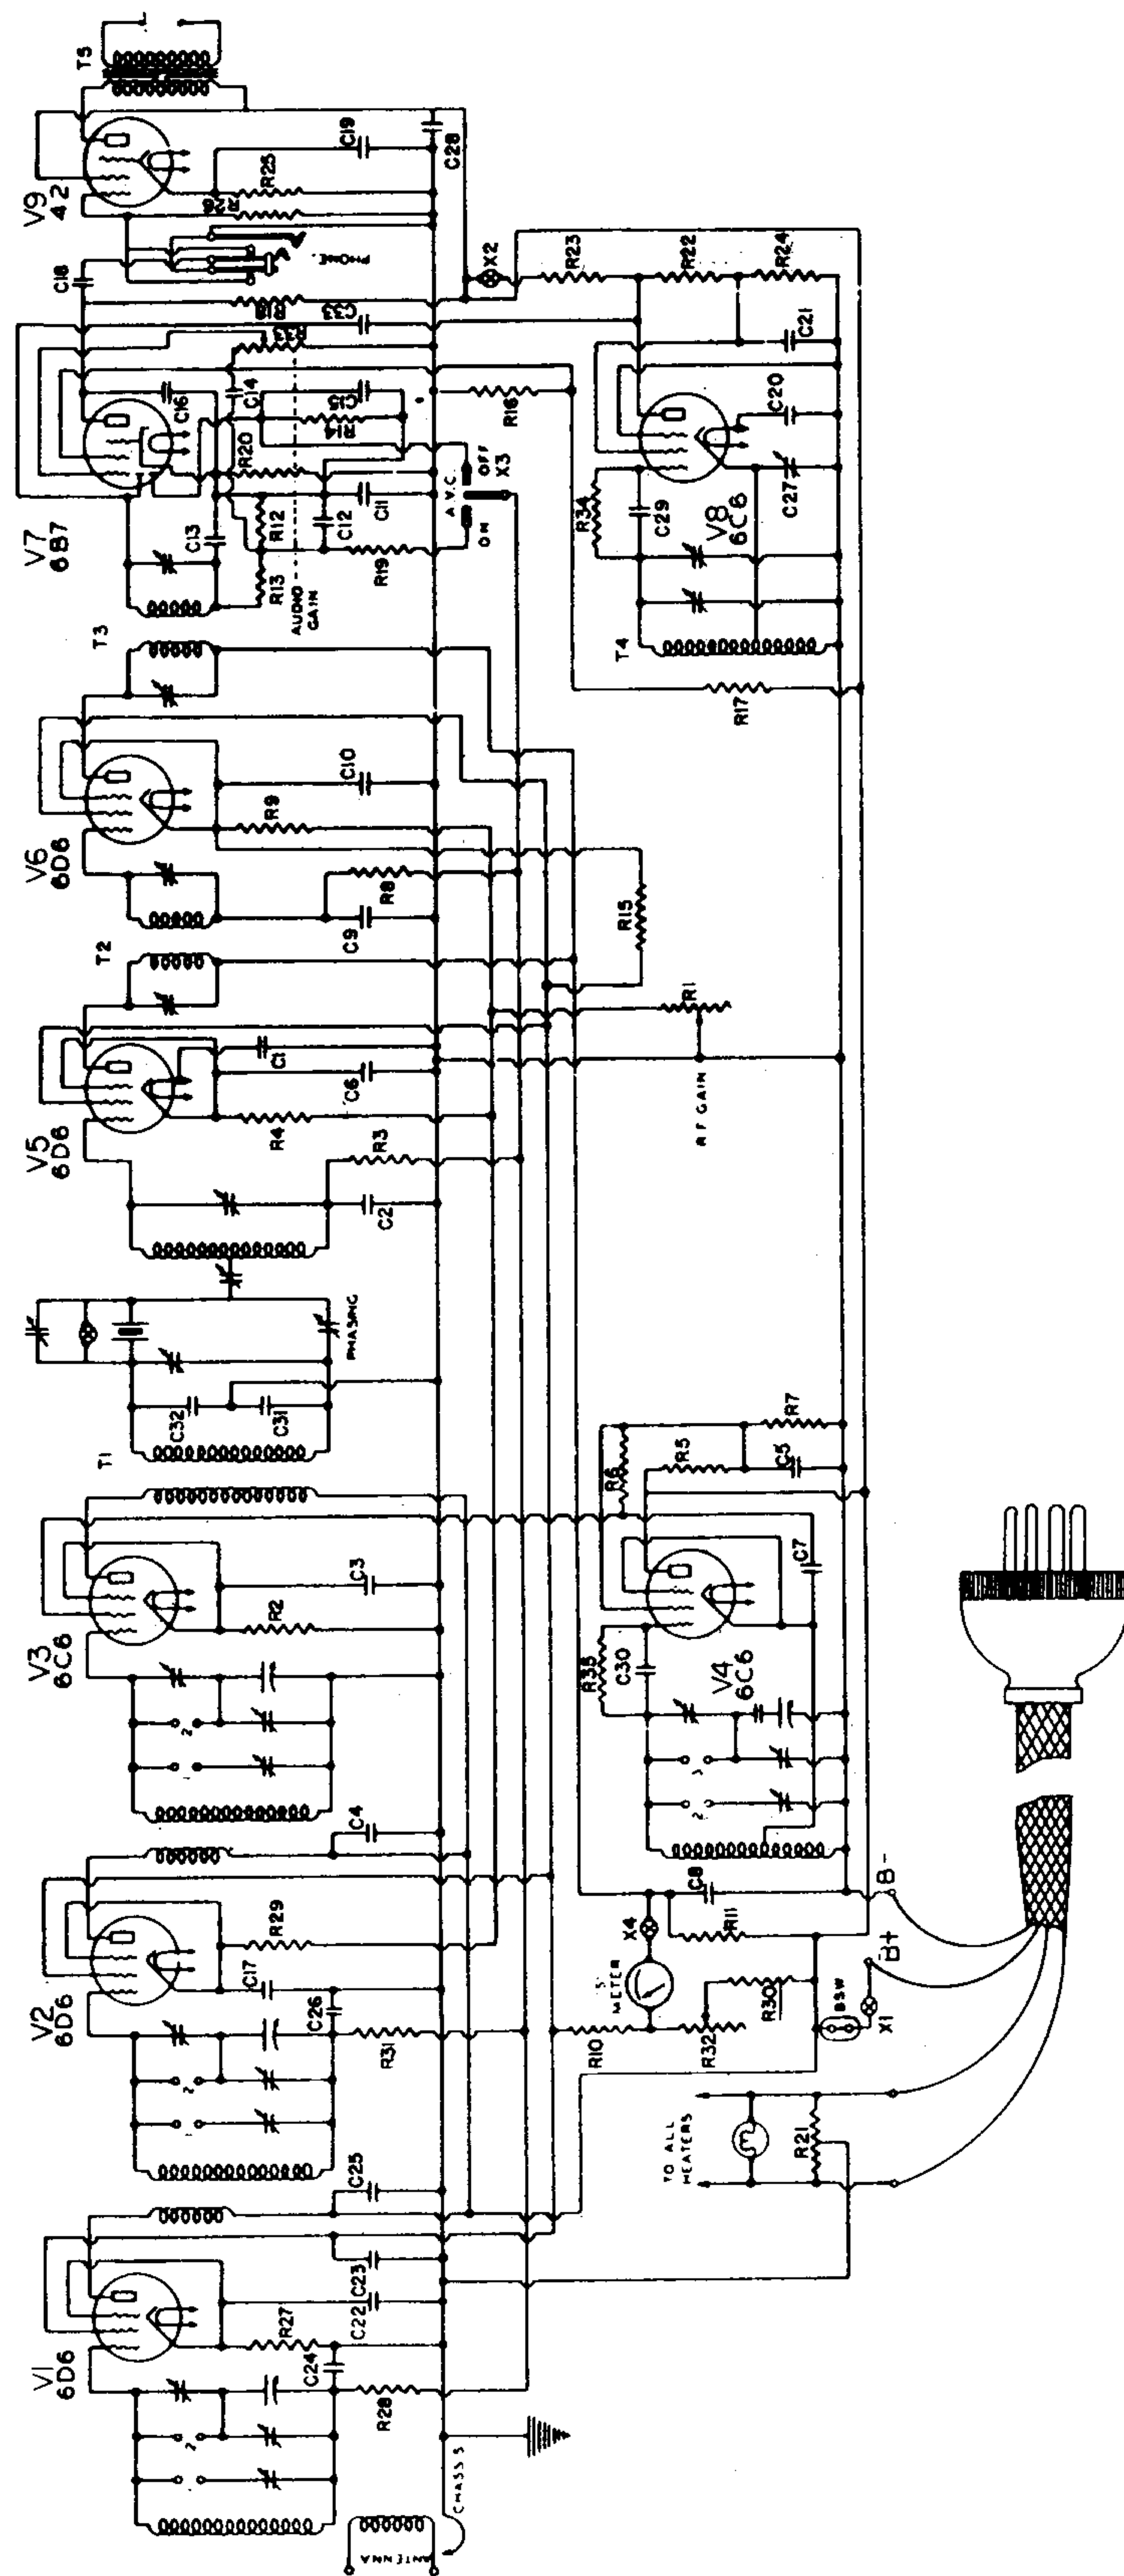 V1
6D6
V2
6D6
V3
6C6
T1
V5
6D6
T2
V6
6D6
T3
V7
6B7
V9
42
T5
ANTENNA
CHASSIS
R28
C24
R27
C22
C23
C25
R31
C26
C17
R29
C4
R2
C3
C32
C31
PHASING
C2
R3
R4
C6
C1
C9
R8
R9
C10
R13
R12
C13
AUDIO
GAIN
R19
C12
C11
R20
C14
C16
A.V.C.
ON
OFF
X3
R16
C18
PHONE
R25
C19
C28
X2
R23
R22
R24
C21
C20
C27
V8
6C6
C29
R34
T4
R17
R15
R1
R F GAIN
R7
R5
C5
R6
C7
V4
6C6
C30
R35
2
2
2
2
C8
R11
X4
"S"
METER
R10
R32
R30
BSW
X1
B+
B-
TO ALL
HEATERS
R21